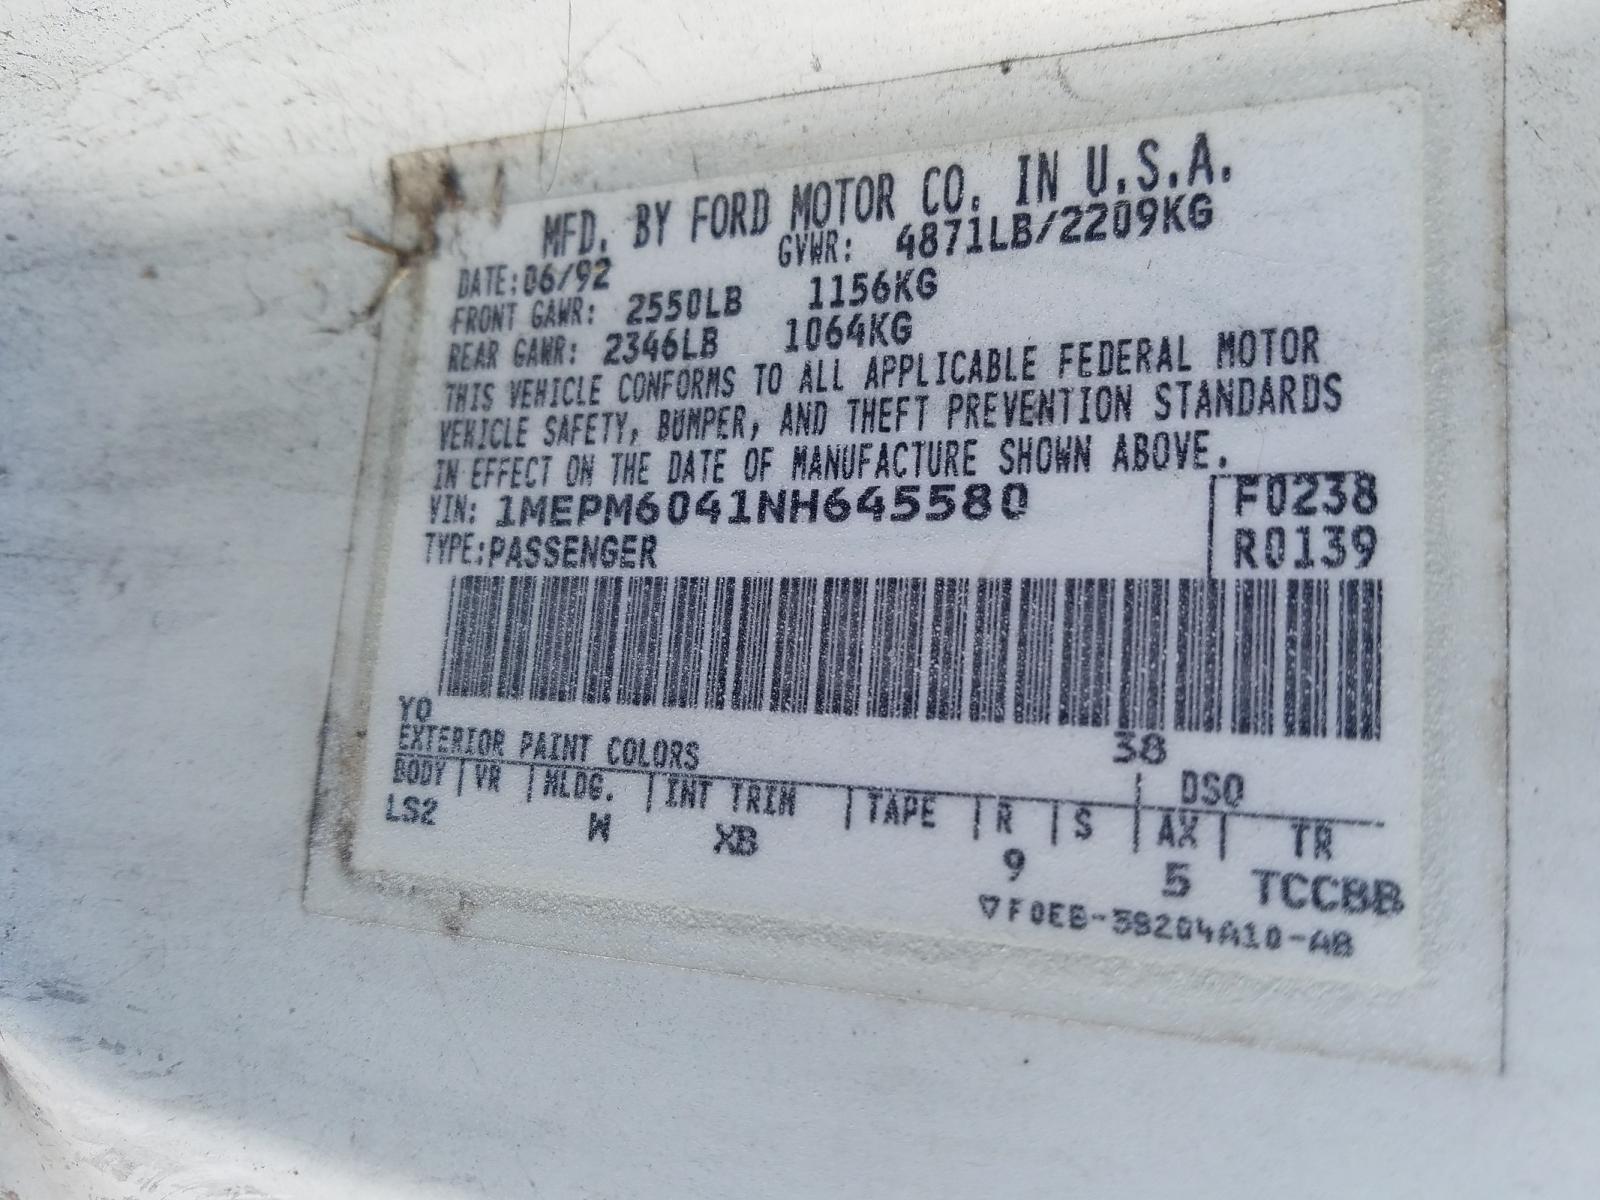 MFD. BY FORD MOTOR CO. IN U.S.A.
DATE:06/92 GVWR: 4871LB/2209KG
FRONT GAWR: 2550LB 1156KG
REAR GAWR: 2346LB 1064KG
THIS VEHICLE CONFORMS TO ALL APPLICABLE FEDERAL MOTOR
VEHICLE SAFETY, BUMPER, AND THEFT PREVENTION STANDARDS
IN EFFECT ON THE DATE OF MANUFACTURE SHOWN ABOVE.
VIN: 1MEPM6041NH645580 F0238
TYPE:PASSENGER R0139
YO
EXTERIOR PAINT COLORS 38 DSO
BODY | VR | MLDG. | INT TRIM | TAPE | R | S | AX | TR
LS2 W XB 9 5 TCCBB
▽F0EB-5S204A10-AB